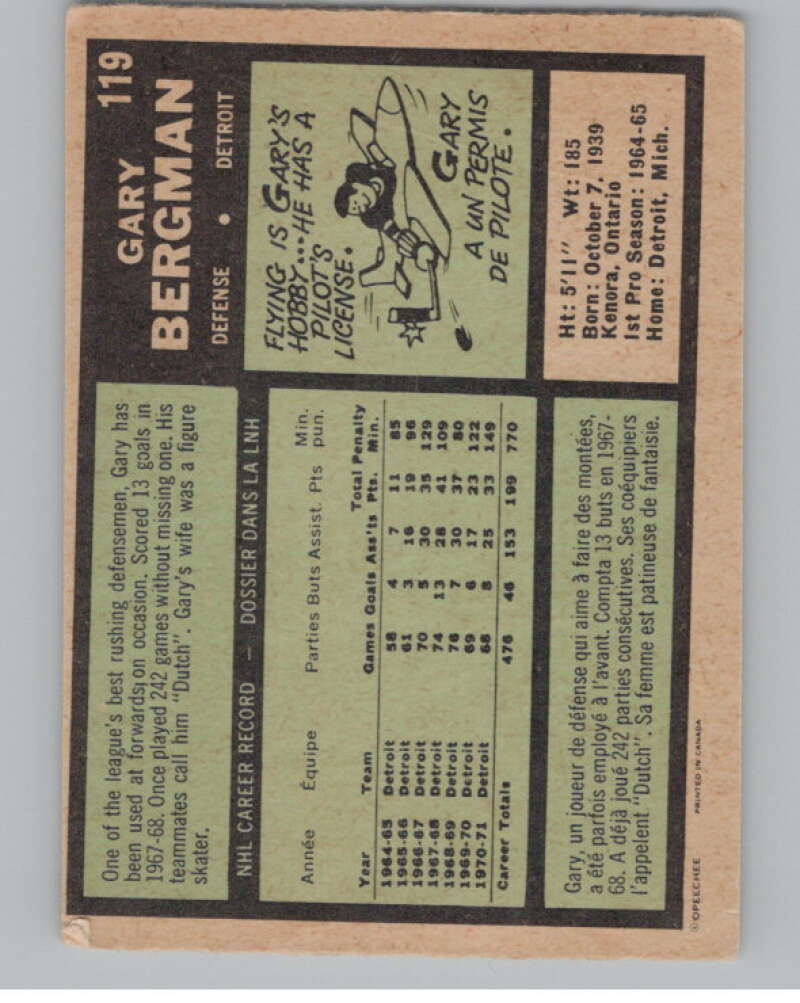 119
GARY
BERGMAN
DEFENSE • DETROIT
One of the league's best rushing defensemen, Gary has
been used at forwards on occasion. Scored 13 goals in
1967-68. Once played 242 games without missing one. His
teammates call him "Dutch". Gary's wife was a figure
skater.
FLYING IS GARY'S
HOBBY...HE HAS A
PILOT'S
LICENSE.
GARY
A UN PERMIS
DE PILOTE.
NHL CAREER RECORD — DOSSIER DANS LA LNH
Année Équipe Parties Buts Assist. Pts Min. pun.
Year Team Games Goals Ass'ts Pts. Total Penalty Min.
1964-65 Detroit 58 4 7 11 85
1965-66 Detroit 61 3 16 19 96
1966-67 Detroit 70 5 30 35 129
1967-68 Detroit 74 13 28 41 109
1968-69 Detroit 76 7 30 37 80
1969-70 Detroit 69 6 17 23 122
1970-71 Detroit 68 8 25 33 149
Career Totals 476 46 153 199 770
Ht: 5'11" Wt: 185
Born: October 7, 1939
Kenora, Ontario
1st Pro Season: 1964-65
Home: Detroit, Mich.
Gary, un joueur de défense qui aime à faire des montées,
a été parfois employé à l'avant. Compta 13 buts en 1967-
68. A déjà joué 242 parties consécutives. Ses coéquipiers
l'appelent "Dutch". Sa femme est patineuse de fantaisie.
©OPEECHEE PRINTED IN CANADA